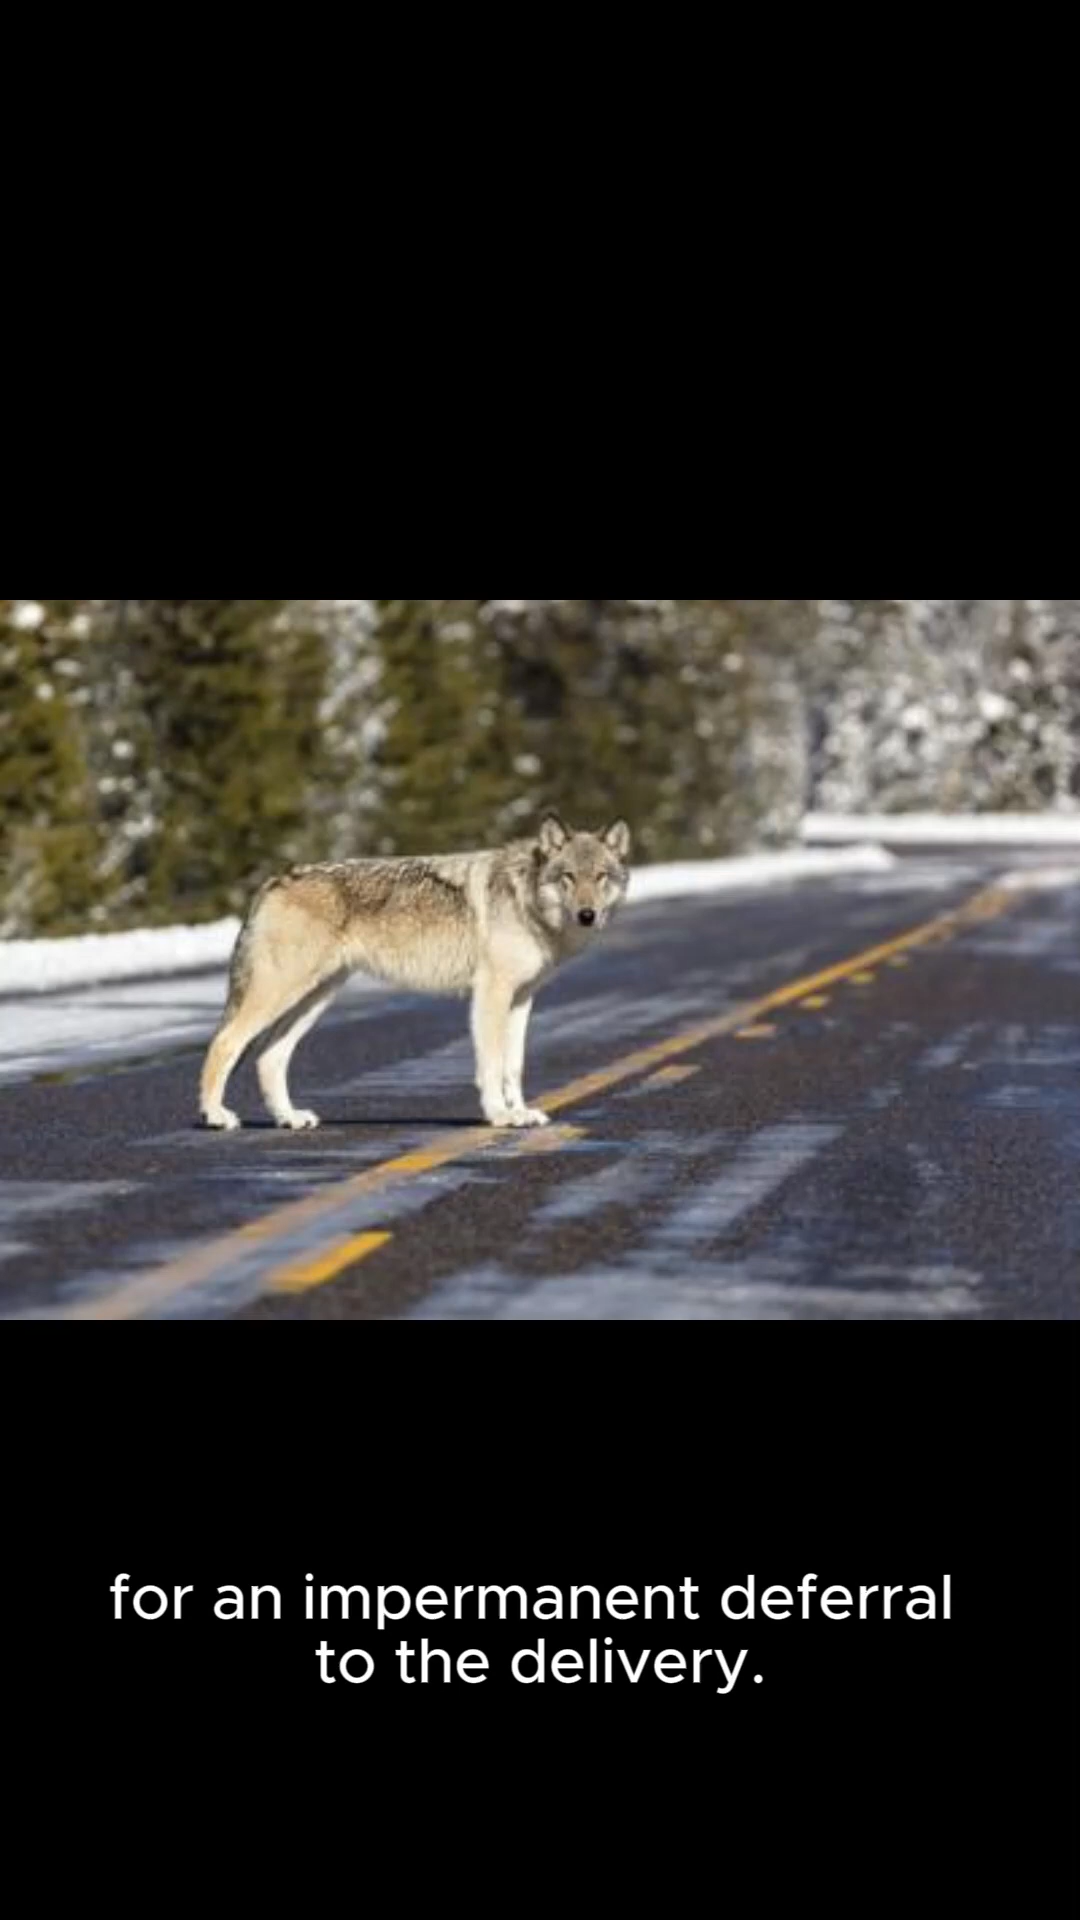 for an impermanent deferral
to the delivery.